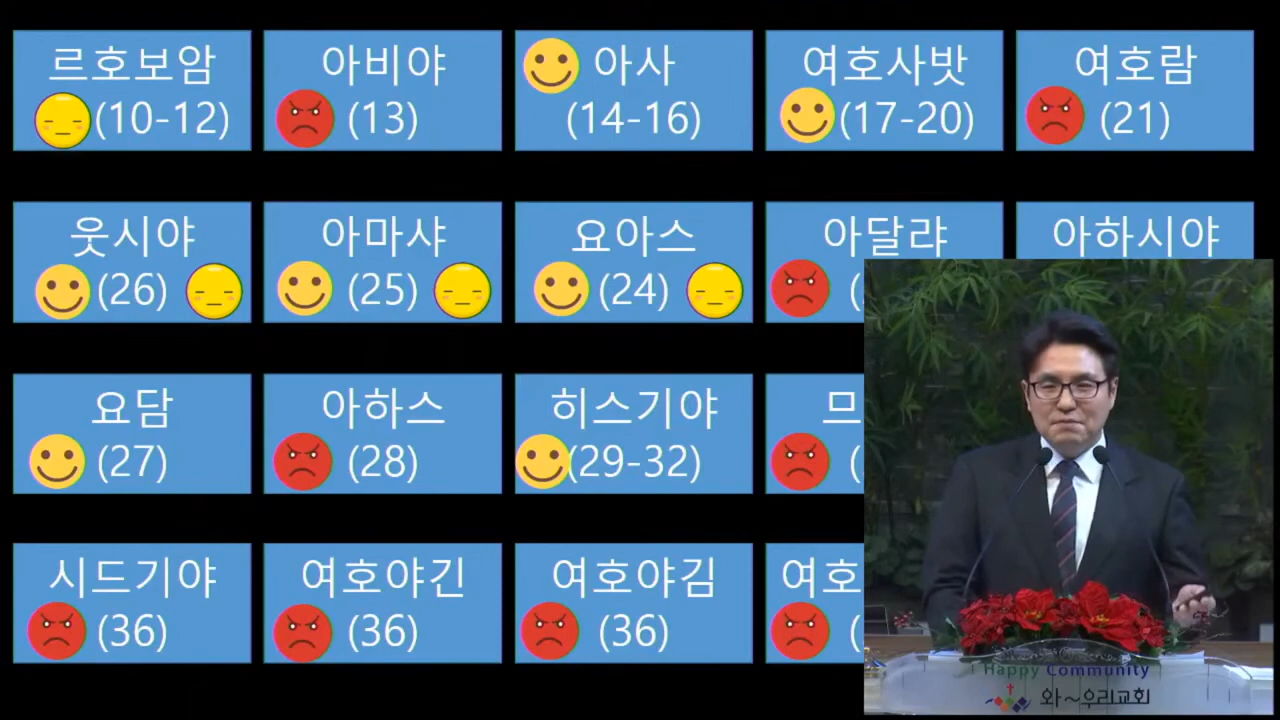 르호보암
(10-12)
아비야
(13)
아사
(14-16)
여호사밧
(17-20)
여호람
(21)
웃시야
(26)
아마샤
(25)
요아스
(24)
아달랴
(
아하시야
요담
(27)
아하스
(28)
히스기야
(29-32)
므
(
시드기야
(36)
여호야긴
(36)
여호야김
(36)
여호
(
Happy Community
와~우리교회